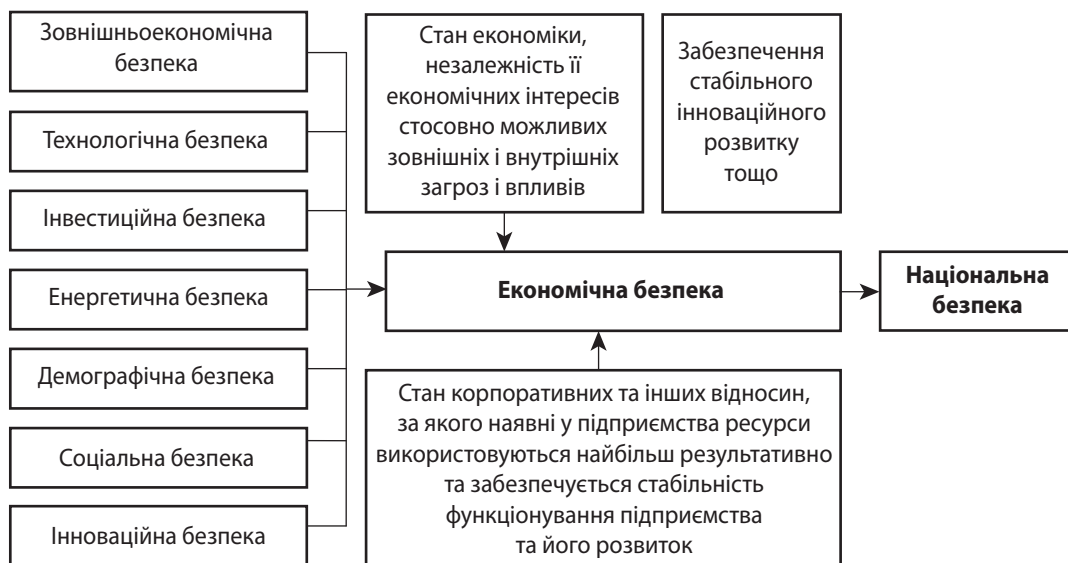 Зовнішньоекономічна
безпека
Технологічна безпека
Інвестиційна безпека
Енергетична безпека
Демографічна безпека
Соціальна безпека
Інноваційна безпека
Стан економіки,
незалежність її
економічних інтересів
стосовно можливих
зовнішніх і внутрішніх
загроз і впливів
Забезпечення
стабільного
інноваційного
розвитку
тощо
Економічна безпека
Національна
безпека
Стан корпоративних та інших відносин,
за якого наявні у підприємства ресурси
використовуються найбільш результативно
та забезпечується стабільність
функціонування підприємства
та його розвиток